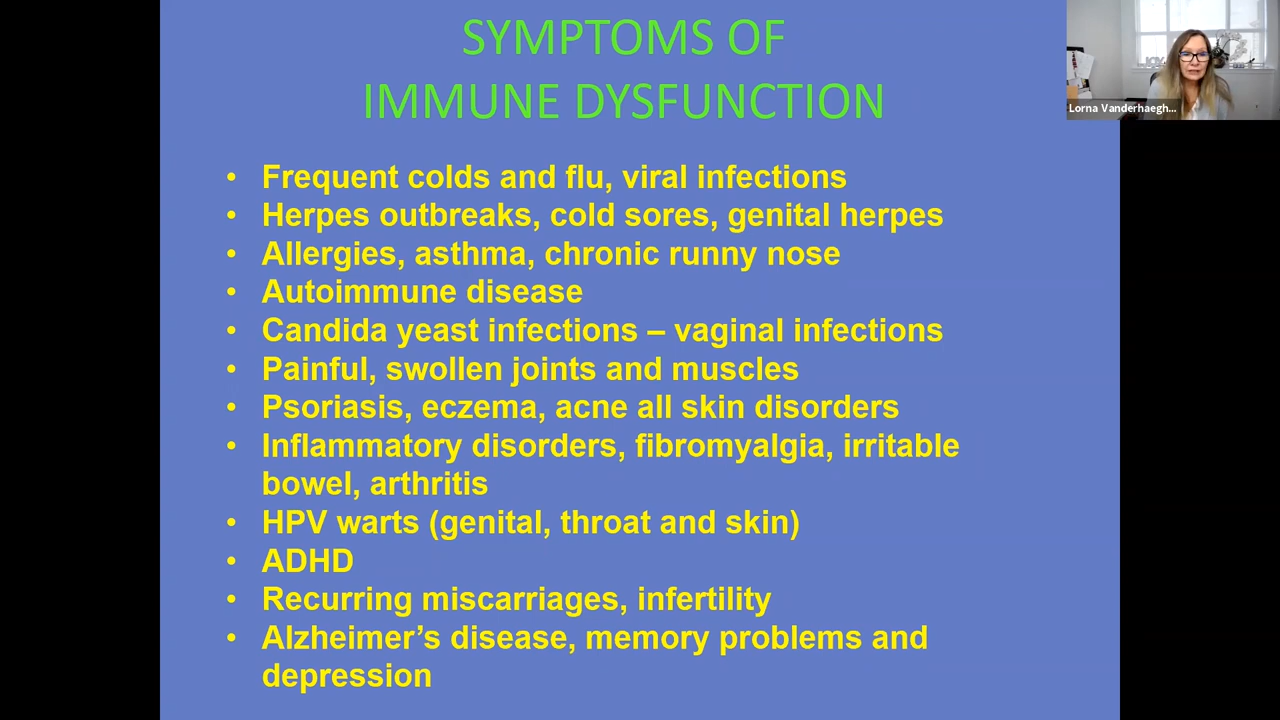 SYMPTOMS OF
IMMUNE DYSFUNCTION
Lorna Vanderhaegh...
• Frequent colds and flu, viral infections
• Herpes outbreaks, cold sores, genital herpes
• Allergies, asthma, chronic runny nose
• Autoimmune disease
• Candida yeast infections – vaginal infections
• Painful, swollen joints and muscles
• Psoriasis, eczema, acne all skin disorders
• Inflammatory disorders, fibromyalgia, irritable
bowel, arthritis
• HPV warts (genital, throat and skin)
• ADHD
• Recurring miscarriages, infertility
• Alzheimer’s disease, memory problems and
depression